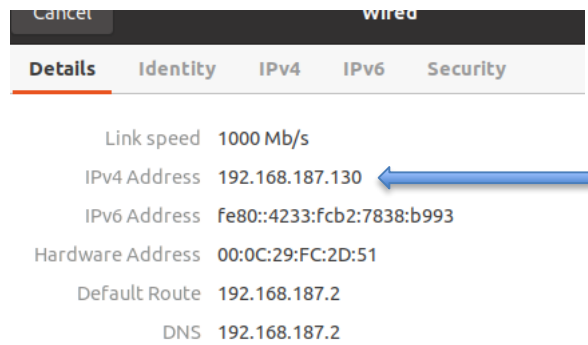 Cancel Wired
Details Identity IPv4 IPv6 Security
Link speed 1000 Mb/s
IPv4 Address 192.168.187.130
IPv6 Address fe80::4233:fcb2:7838:b993
Hardware Address 00:0C:29:FC:2D:51
Default Route 192.168.187.2
DNS 192.168.187.2